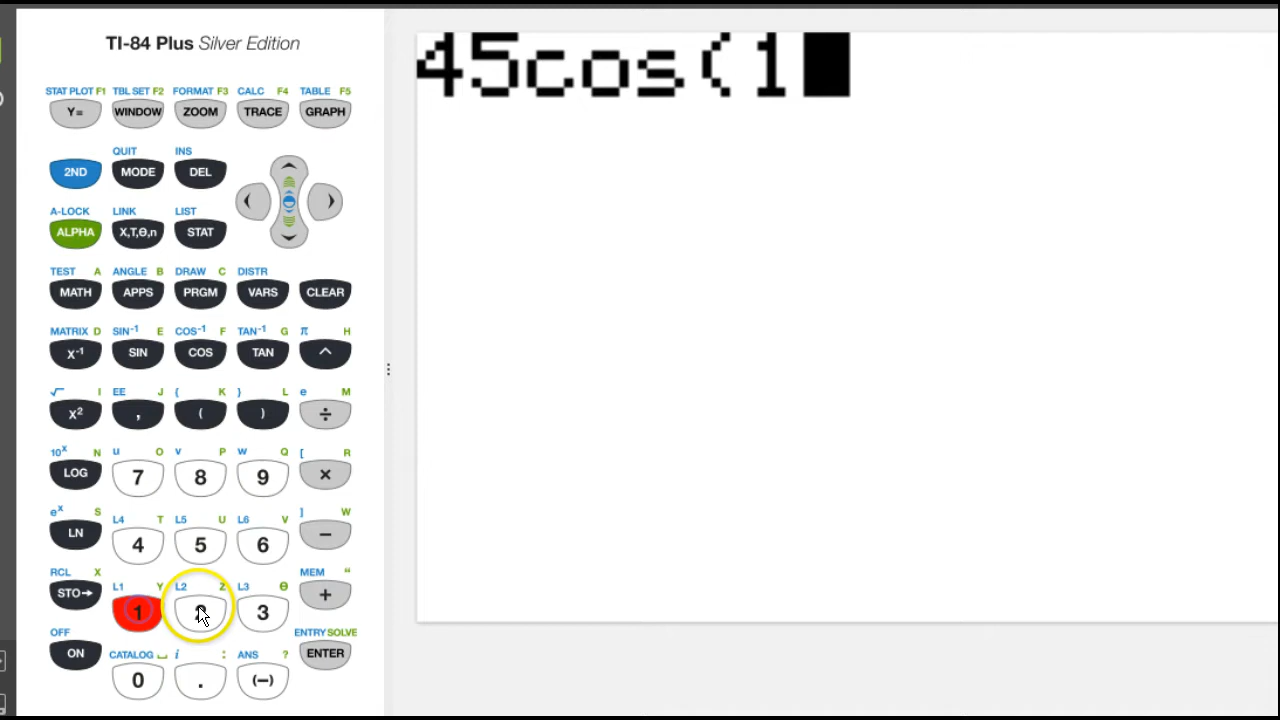 TI-84 Plus Silver Edition
45cos(1
STAT PLOT F1 TBL SET F2 FORMAT F3 CALC F4 TABLE F5
Y= WINDOW ZOOM TRACE GRAPH
QUIT INS
2ND MODE DEL
A-LOCK LINK LIST
ALPHA X,T,Θ,n STAT
TEST A ANGLE B DRAW C DISTR
MATH APPS PRGM VARS CLEAR
MATRIX D SIN-1 E COS-1 F TAN-1 G π H
X-1 SIN COS TAN ^
√ I EE J { K } L e M
X2 , ( ) ÷
10x N u O v P w Q [ R
LOG 7 8 9 ×
ex S L4 T L5 U L6 V ] W
LN 4 5 6 −
RCL X L1 Y L2 Z L3 Θ MEM "
STO→ 1 2 3 +
OFF ENTRY SOLVE
ON ENTER
CATALOG ⎵ i : ANS ?
0 . (−)